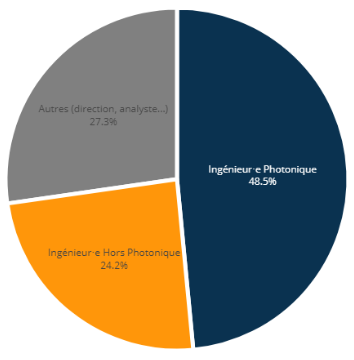 Autres (direction, analyste...)
27.3%
Ingénieur·e Photonique
48.5%
Ingénieur·e Hors Photonique
24.2%